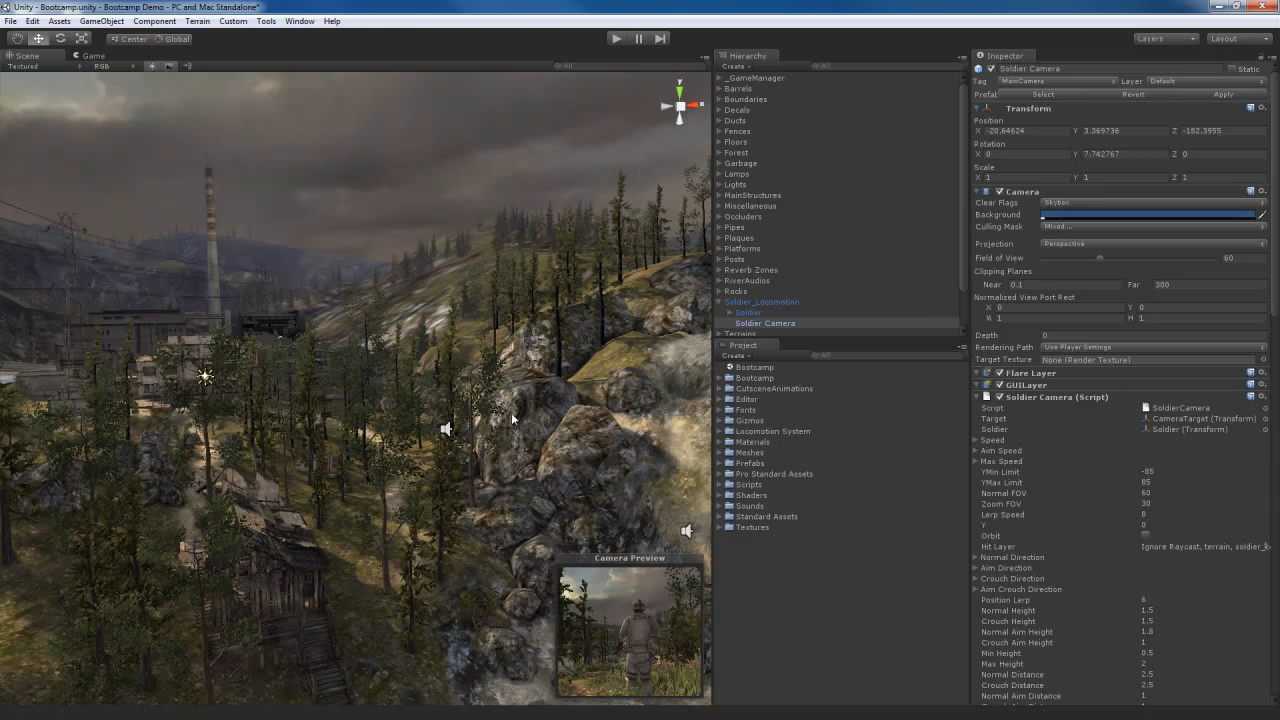 Unity - Bootcamp.unity - Bootcamp Demo - PC and Mac Standalone*
File Edit Assets GameObject Component Terrain Custom Tools Window Help
Center Global
Layers Layout
Scene Game
Textured RGB All
y
x
Hierarchy
Create All
_GameManager
Barrels
Boundaries
Decals
Ducts
Fences
Floors
Forest
Garbage
Lamps
Lights
MainStructures
Miscellaneous
Occluders
Pipes
Plaques
Platforms
Posts
Reverb Zones
RiverAudios
Rocks
Soldier_Locomotion
Soldier
Soldier Camera
Terrains
Project
Create All
Bootcamp
Bootcamp
CutsceneAnimations
Editor
Fonts
Gizmos
Locomotion System
Materials
Meshes
Prefabs
Pro Standard Assets
Scripts
Shaders
Sounds
Standard Assets
Textures
Camera Preview
Inspector
Soldier Camera Static
Tag MainCamera Layer Default
Prefab Select Revert Apply
Transform
Position
X -20.64624 Y 3.369736 Z -182.3955
Rotation
X 0 Y 7.742767 Z 0
Scale
X 1 Y 1 Z 1
Camera
Clear Flags Skybox
Background
Culling Mask Mixed ...
Projection Perspective
Field of View 60
Clipping Planes
Near 0.1 Far 300
Normalized View Port Rect
X 0 Y 0
W 1 H 1
Depth 0
Rendering Path Use Player Settings
Target Texture None (Render Texture)
Flare Layer
GUILayer
Soldier Camera (Script)
Script SoldierCamera
Target CameraTarget (Transform)
Soldier Soldier (Transform)
Speed
Aim Speed
Max Speed
YMin Limit -85
YMax Limit 85
Normal FOV 60
Zoom FOV 30
Lerp Speed 8
Y 0
Orbit
Hit Layer Ignore Raycast, terrain, soldier_
Normal Direction
Aim Direction
Crouch Direction
Aim Crouch Direction
Position Lerp 6
Normal Height 1.5
Crouch Height 1.5
Normal Aim Height 1.8
Crouch Aim Height 1
Min Height 0.5
Max Height 2
Normal Distance 2.5
Crouch Distance 2.5
Normal Aim Distance 1